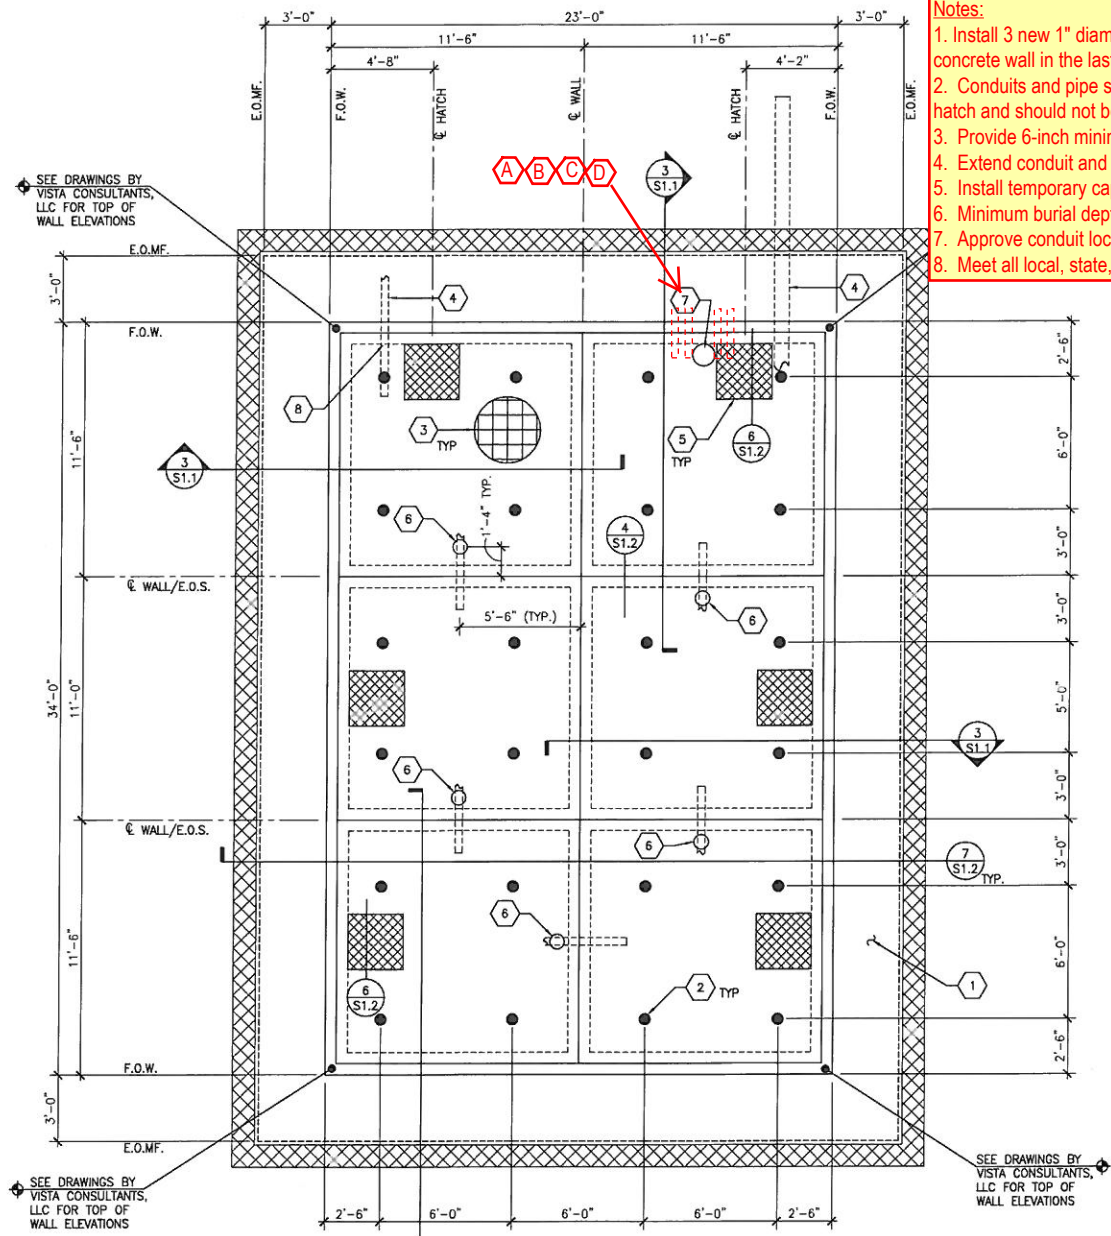 3'-0"
23'-0"
3'-0"
11'-6"
11'-6"
4'-8"
4'-2"
E.O.MF.
F.O.W.
℄ HATCH
℄ WALL
℄ HATCH
F.O.W.
E.O.MF.
Notes:
1. Install 3 new 1" diam
concrete wall in the las
2. Conduits and pipe s
hatch and should not b
3. Provide 6-inch minin
4. Extend conduit and
5. Install temporary ca
6. Minimum burial dep
7. Approve conduit loc
8. Meet all local, state,
A B C D
3
S1.1
SEE DRAWINGS BY
VISTA CONSULTANTS,
LLC FOR TOP OF
WALL ELEVATIONS
E.O.MF.
3'-0"
4
7
4
F.O.W.
2'-6"
8
3
TYP
5
TYP
6
S1.2
11'-6"
6'-0"
3
S1.1
1'-4" TYP.
6
4
S1.2
3'-0"
℄ WALL/E.O.S.
5'-6" (TYP.)
6
3'-0"
34'-0"
11'-0"
5'-0"
3
S1.1
6
3'-0"
℄ WALL/E.O.S.
6
3'-0"
7
S1.2
TYP.
6
11'-6"
6'-0"
6
S1.2
2
TYP
1
F.O.W.
2'-6"
3'-0"
E.O.MF.
SEE DRAWINGS BY
VISTA CONSULTANTS,
LLC FOR TOP OF
WALL ELEVATIONS
SEE DRAWINGS BY
VISTA CONSULTANTS,
LLC FOR TOP OF
WALL ELEVATIONS
2'-6"
6'-0"
6'-0"
6'-0"
2'-6"